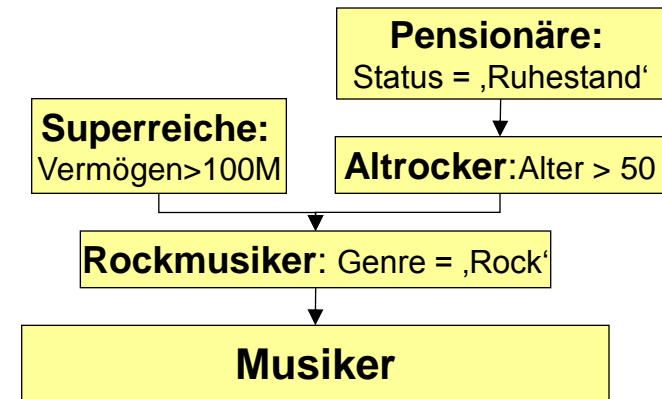 Pensionäre:
Status = ‚Ruhestand‘
Superreiche:
Vermögen>100M
Altrocker:Alter > 50
Rockmusiker: Genre = ‚Rock‘
Musiker